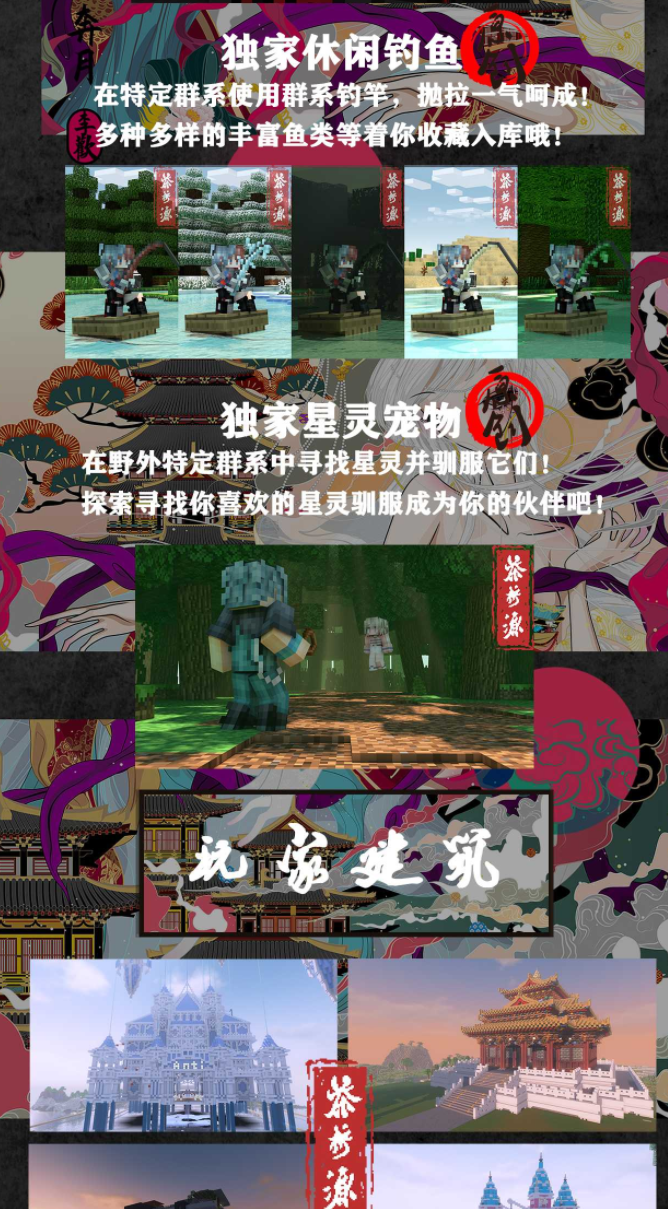 奔月
独家休闲钓鱼
在特定群系使用群系钓竿，抛拉一气呵成！
多种多样的丰富鱼类等着你收藏入库哦！
独家星灵宠物
在野外特定群系中寻找星灵并驯服它们！
探索寻找你喜欢的星灵驯服成为你的伙伴吧！
玩家建筑
Anti